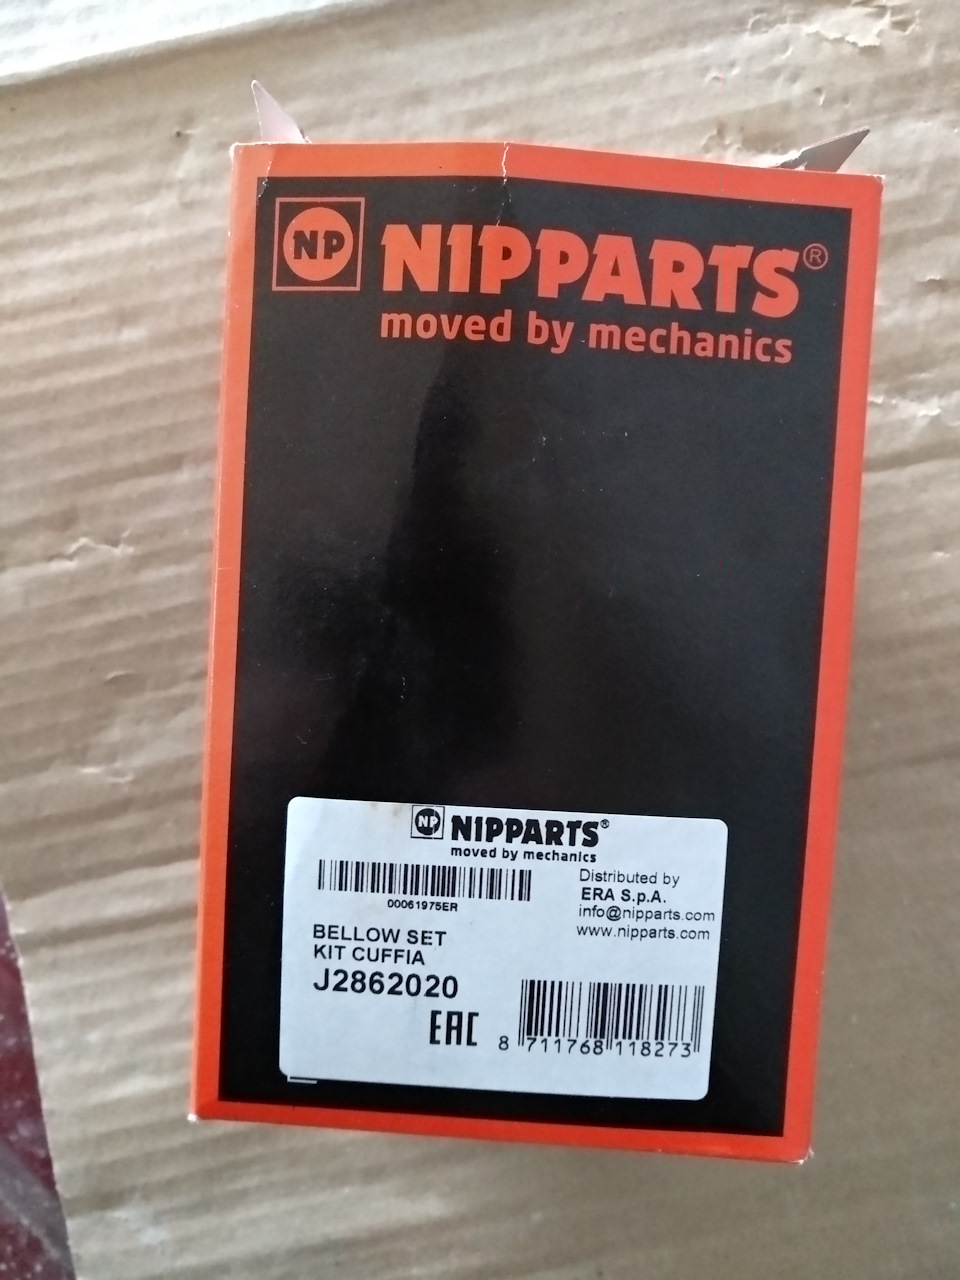 NP NIPPARTS®
moved by mechanics
NP NIPPARTS®
moved by mechanics
00061975ER
Distributed by
ERA S.p.A.
info@nipparts.com
www.nipparts.com
BELLOW SET
KIT CUFFIA
J2862020
EAC
8 711768 118273